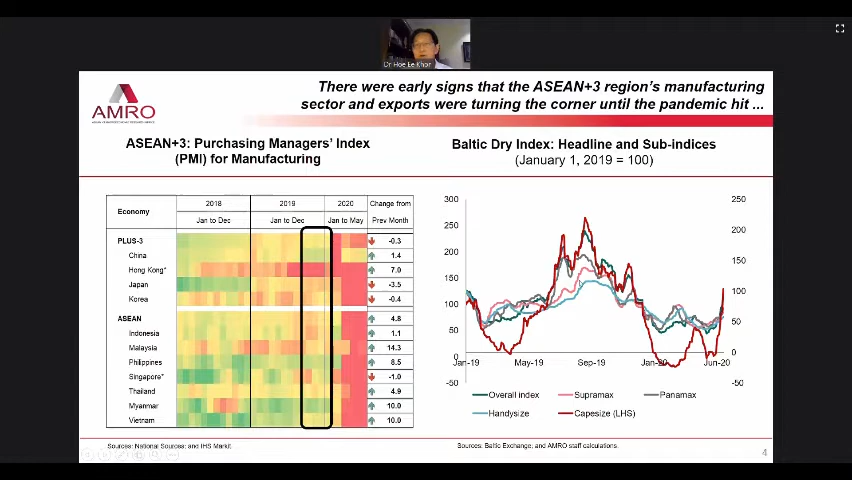 Dr Hoe Ee Khor
There were early signs that the ASEAN+3 region's manufacturing
sector and exports were turning the corner until the pandemic hit ...
AMRO
ASEAN+3: Purchasing Managers' Index
(PMI) for Manufacturing
Economy
2018
2019
2020
Change from
Jan to Dec
Jan to Dec
Jan to May
Prev Month
PLUS-3
-0.3
China
1.4
Hong Kong*
7.0
Japan
-3.5
Korea
-0.4
ASEAN
4.8
Indonesia
1.1
Malaysia
14.3
Philippines
8.5
Singapore*
-1.0
Thailand
4.9
Myanmar
10.0
Vietnam
10.0
Sources: National Sources; and IHS Markit.
Baltic Dry Index: Headline and Sub-indices
(January 1, 2019 = 100)
300
250
200
150
100
50
0
-50
250
200
150
100
50
0
-50
Jan-19
May-19
Sep-19
Jan-20
Jun-20
Overall index
Supramax
Panamax
Handysize
Capesize (LHS)
Sources: Baltic Exchange; and AMRO staff calculations.
4